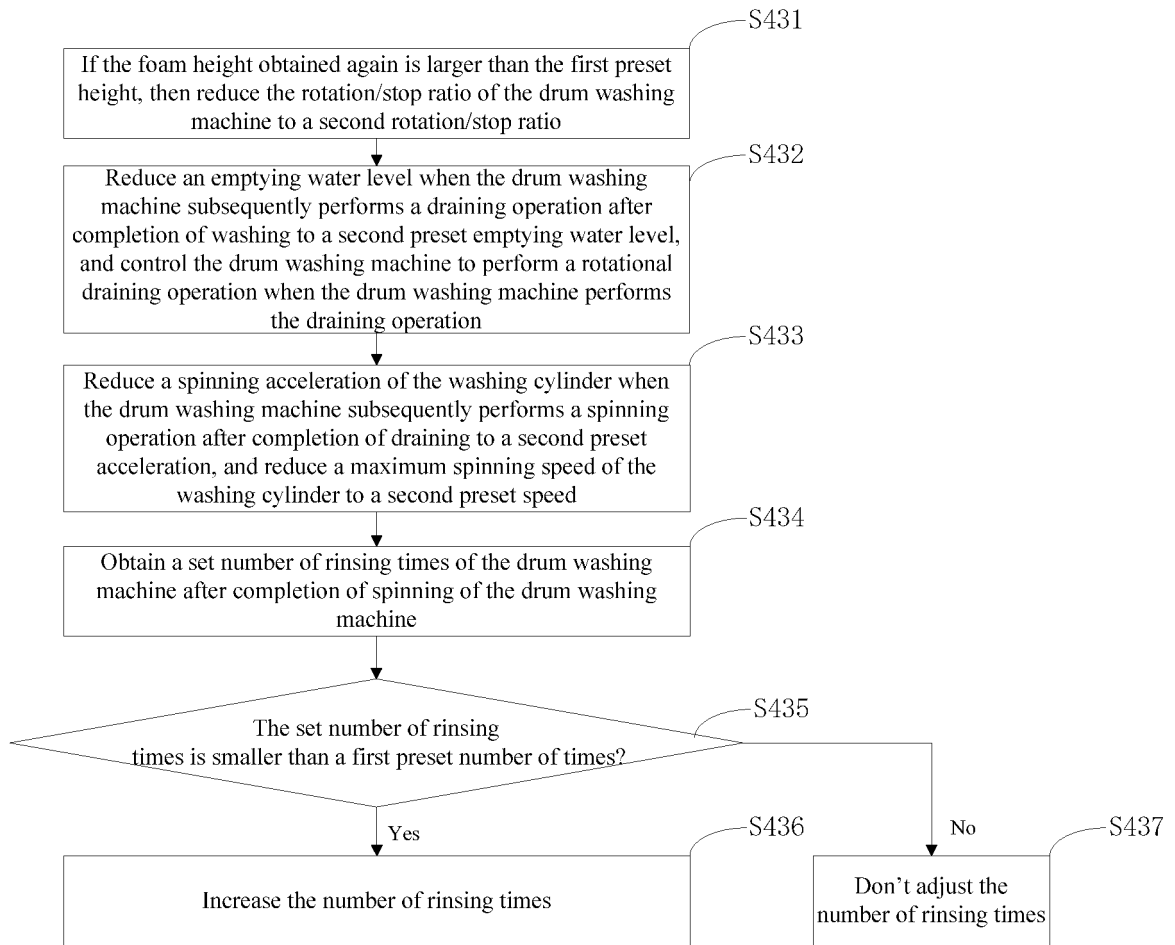 S431
If the foam height obtained again is larger than the first preset
height, then reduce the rotation/stop ratio of the drum washing
machine to a second rotation/stop ratio
S432
Reduce an emptying water level when the drum washing
machine subsequently performs a draining operation after
completion of washing to a second preset emptying water level,
and control the drum washing machine to perform a rotational
draining operation when the drum washing machine performs
the draining operation
S433
Reduce a spinning acceleration of the washing cylinder when
the drum washing machine subsequently performs a spinning
operation after completion of draining to a second preset
acceleration, and reduce a maximum spinning speed of the
washing cylinder to a second preset speed
S434
Obtain a set number of rinsing times of the drum washing
machine after completion of spinning of the drum washing
machine
S435
The set number of rinsing
times is smaller than a first preset number of times?
Yes
No
S436
Increase the number of rinsing times
S437
Don’t adjust the
number of rinsing times